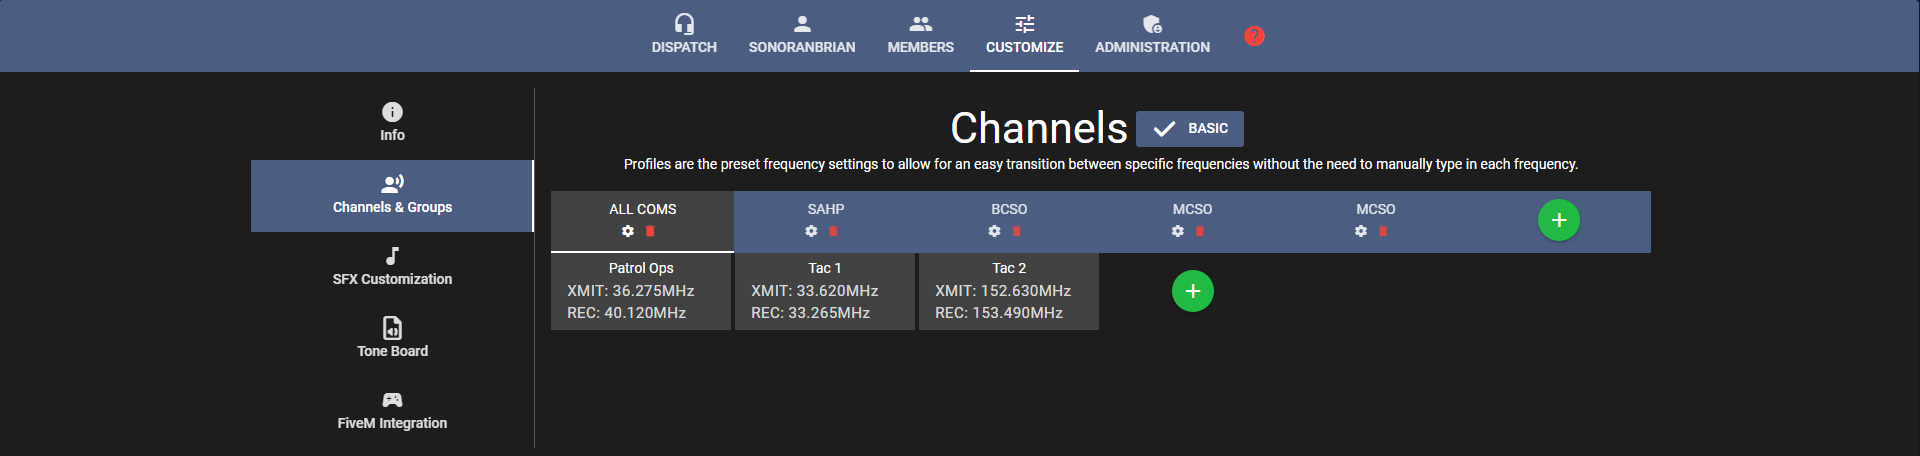 DISPATCH
SONORANBRIAN
MEMBERS
CUSTOMIZE
ADMINISTRATION
?
Info
Channels & Groups
SFX Customization
Tone Board
FiveM Integration
Channels
BASIC
Profiles are the preset frequency settings to allow for an easy transition between specific frequencies without the need to manually type in each frequency.
ALL COMS
SAHP
BCSO
MCSO
MCSO
Patrol Ops
XMIT: 36.275MHz
REC: 40.120MHz
Tac 1
XMIT: 33.620MHz
REC: 33.265MHz
Tac 2
XMIT: 152.630MHz
REC: 153.490MHz